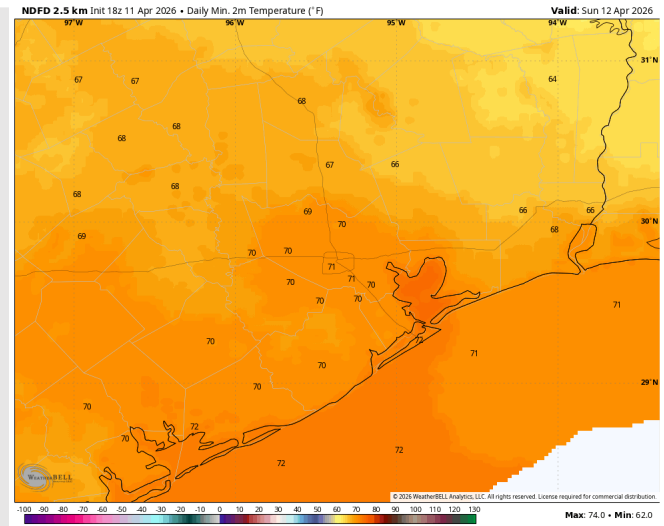 NDFD 2.5 km Init 18z 11 Apr 2026 • Daily Min. 2m Temperature (°F)
Valid: Sun 12 Apr 2026
97°W 96°W 95°W 94°W
31°N
67 67 64
68
68 68
67 66
68 68
69 66 66
30°N
70 68
69
70 70
71
71
70 70
70 70
71
70 72
71
70
29°N
70
70
72
70
72
72
WEATHERBELL
© 2026 WeatherBELL Analytics, LLC. All rights reserved. License required for commercial distribution.
-100 -90 -80 -70 -60 -50 -40 -30 -20 -10 0 10 20 30 40 50 60 70 80 90 100 110 120 130
Max: 74.0 • Min: 62.0